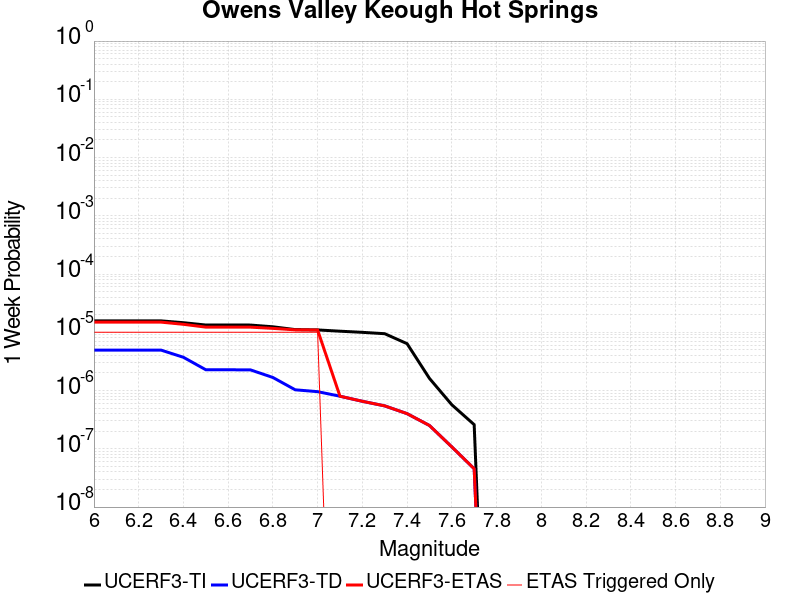 Owens Valley Keough Hot Springs
10^0
10^-1
10^-2
10^-3
10^-4
10^-5
10^-6
10^-7
10^-8
1 Week Probability
6 6.2 6.4 6.6 6.8 7 7.2 7.4 7.6 7.8 8 8.2 8.4 8.6 8.8 9
Magnitude
UCERF3-TI UCERF3-TD UCERF3-ETAS ETAS Triggered Only